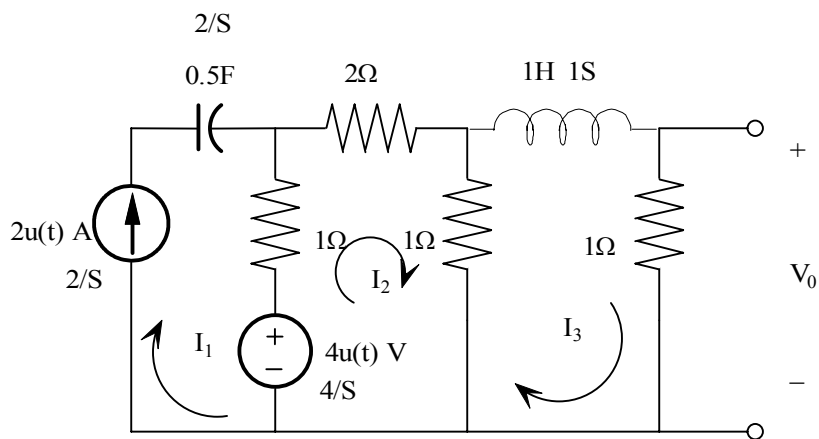 2/S
0.5F
2Ω
1H 1S
+
2u(t) A
2/S
1Ω
1Ω
1Ω
I₂
V₀
I₁
+
−
4u(t) V
4/S
I₃
−